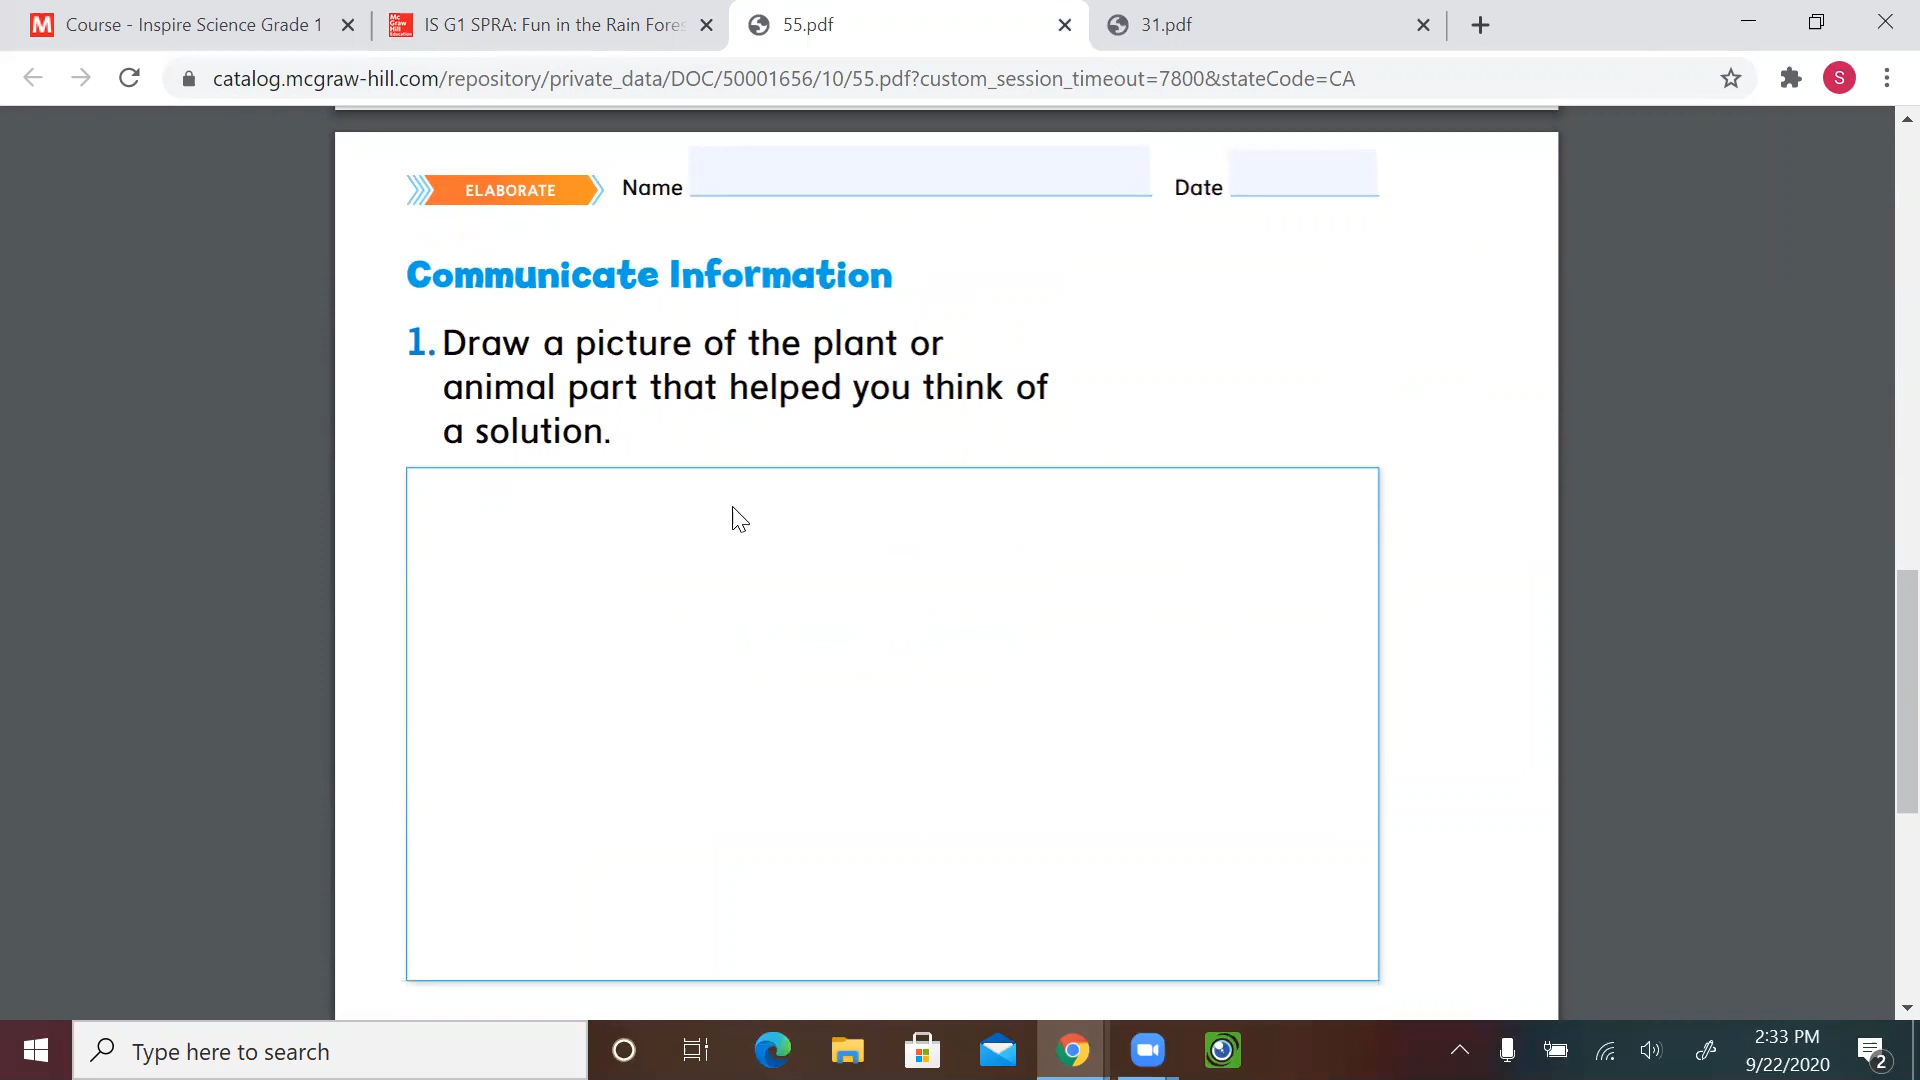 Course - Inspire Science Grade 1
IS G1 SPRA: Fun in the Rain Fores
55.pdf
31.pdf
catalog.mcgraw-hill.com/repository/private_data/DOC/50001656/10/55.pdf?custom_session_timeout=7800&stateCode=CA
S
ELABORATE
Name
Date
Communicate Information
1. Draw a picture of the plant or
animal part that helped you think of
a solution.
Type here to search
2:33 PM
9/22/2020
2